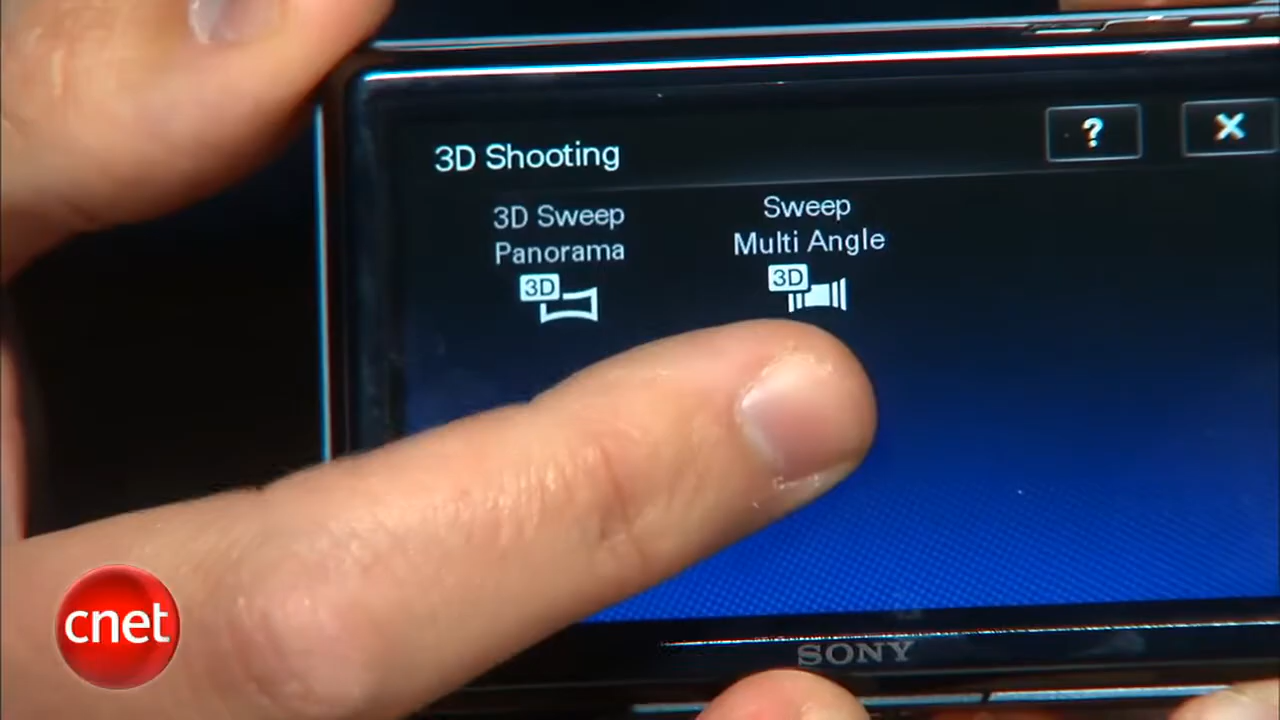 3D Shooting
?
X
3D Sweep
Panorama
3D
Sweep
Multi Angle
3D
SONY
cnet